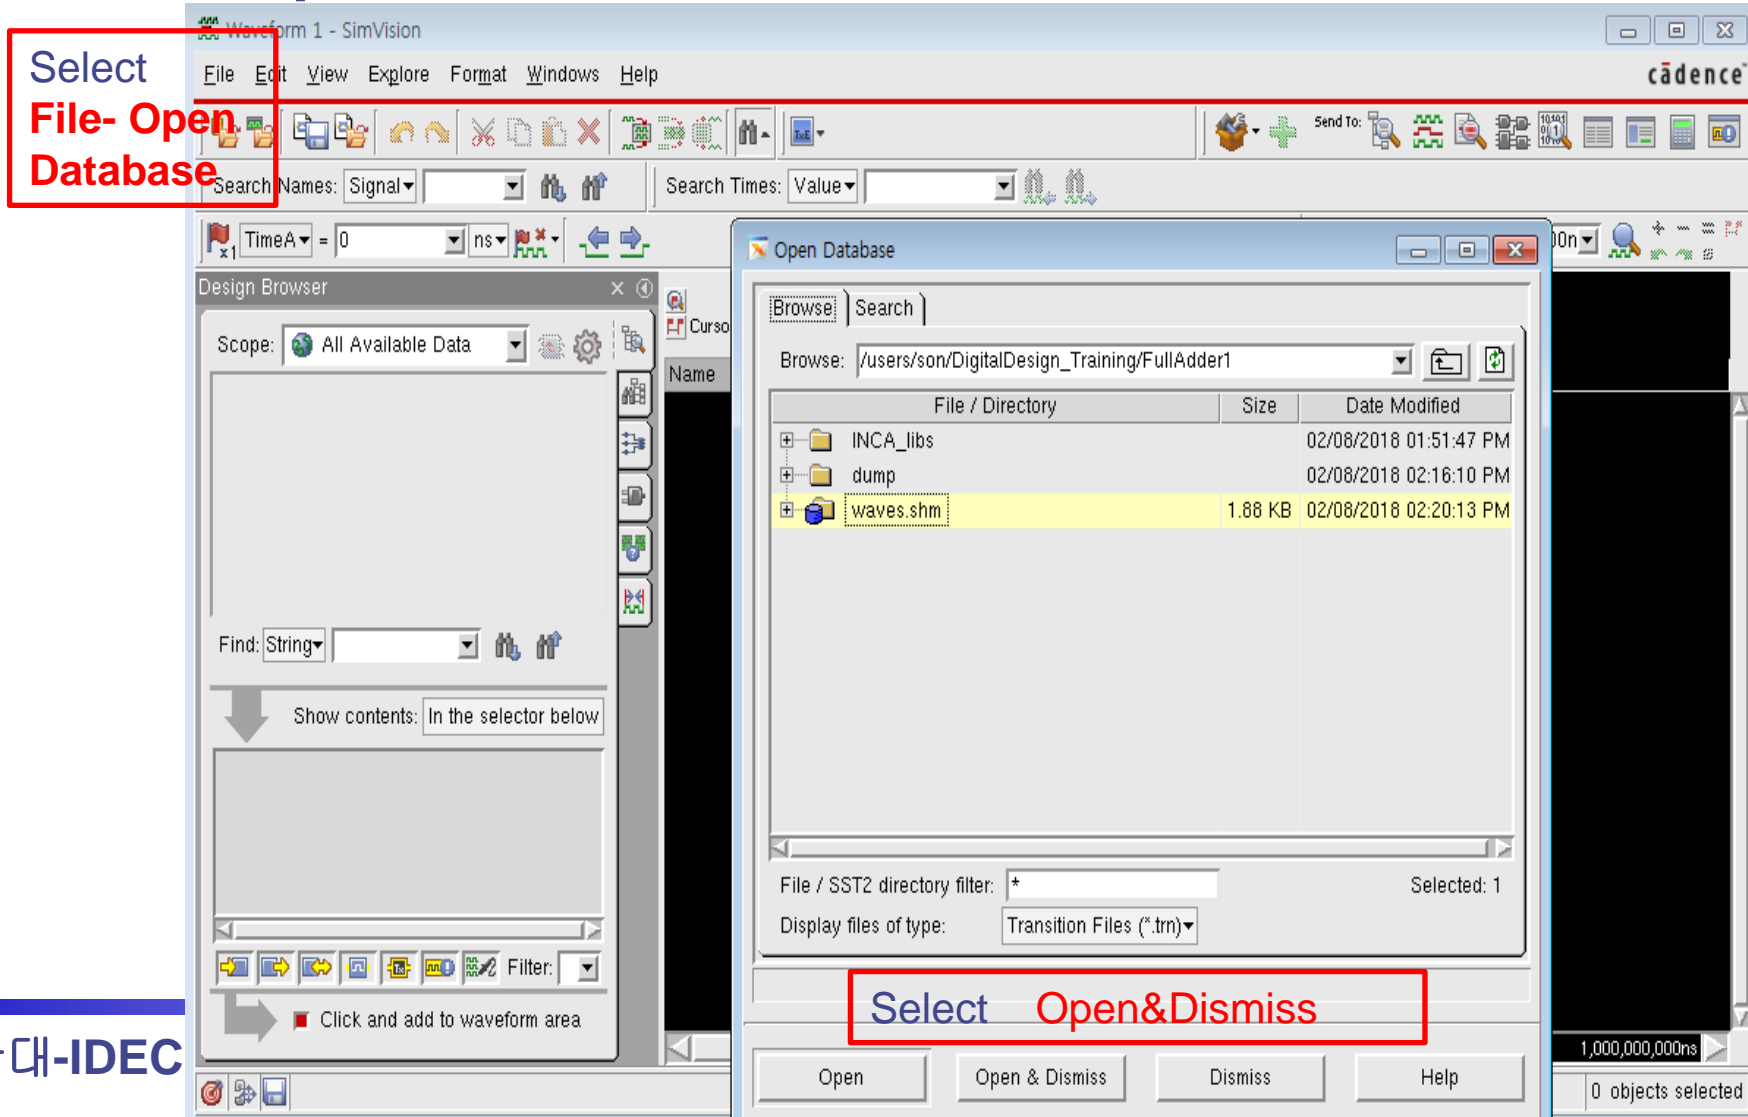 Waveform 1 - SimVision
Select
File- Open
Database
File Edit View Explore Format Windows Help
cādence
Send To:
Search Names: Signal
Search Times: Value
TimeA = 0 ns
00n
Design Browser
Scope: All Available Data
Curso
Name
Find: String
Show contents: In the selector below
Filter:
Click and add to waveform area
Open Database
Browse Search
Browse: /users/son/DigitalDesign_Training/FullAdder1
File / Directory Size Date Modified
INCA_libs 02/08/2018 01:51:47 PM
dump 02/08/2018 02:16:10 PM
waves.shm 1.88 KB 02/08/2018 02:20:13 PM
File / SST2 directory filter: *
Selected: 1
Display files of type: Transition Files (*.trn)
Select Open&Dismiss
Open Open & Dismiss Dismiss Help
1,000,000,000ns
0 objects selected
대-IDEC